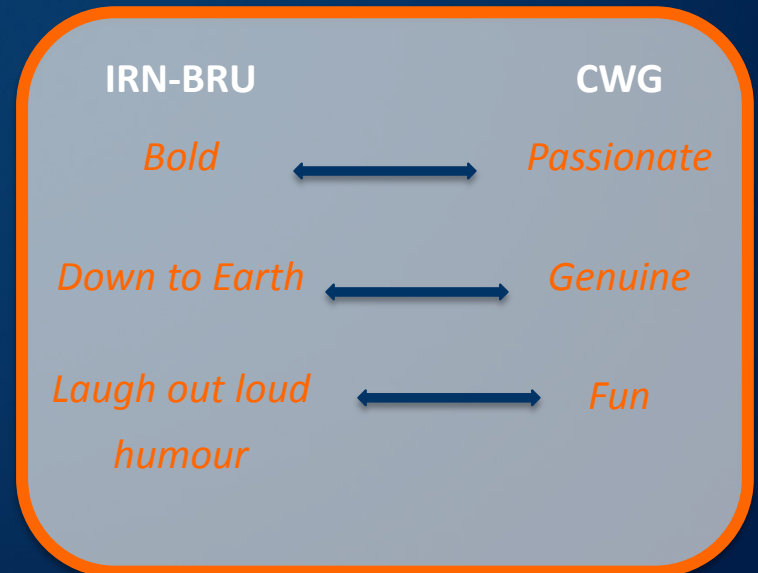 IRN-BRU CWG
Bold Passionate
Down to Earth Genuine
Laugh out loud Fun
humour